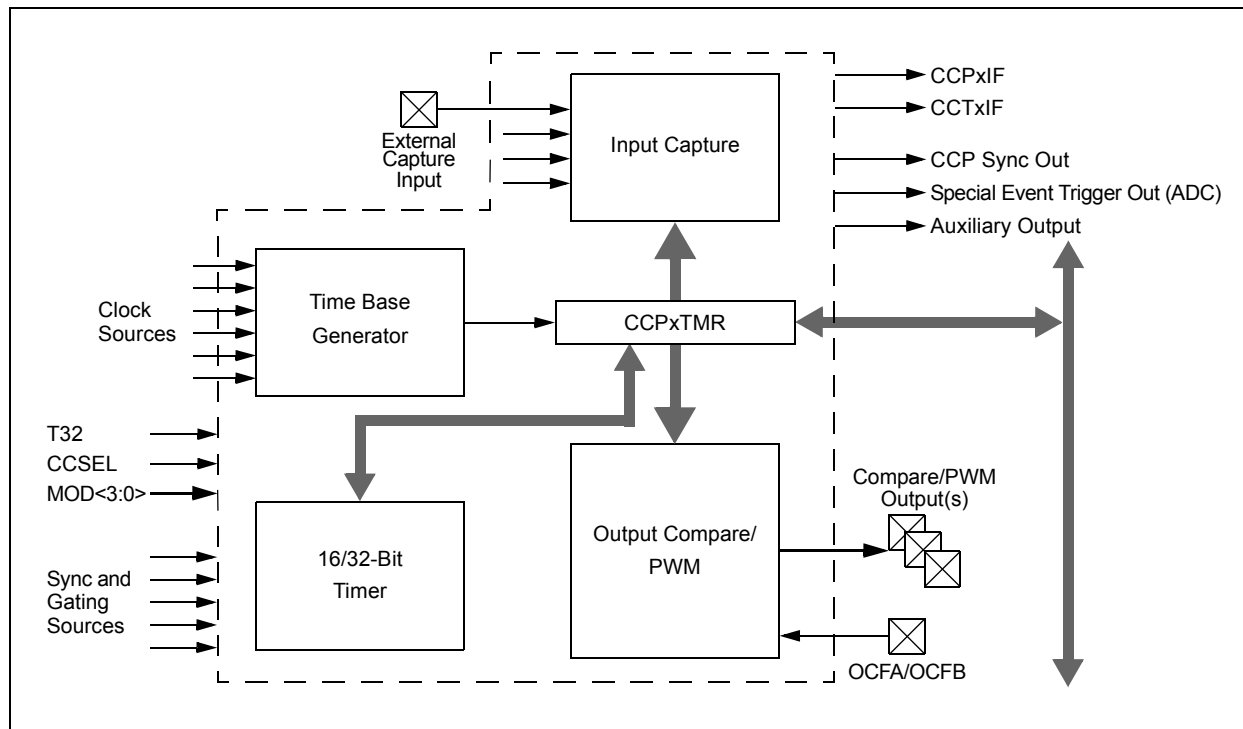 CCPxIF
CCTxIF
External
Capture
Input
Input Capture
CCP Sync Out
Special Event Trigger Out (ADC)
Auxiliary Output
Clock
Sources
Time Base
Generator
CCPxTMR
T32
CCSEL
MOD<3:0>
Sync and
Gating
Sources
16/32-Bit
Timer
Output Compare/
PWM
Compare/PWM
Output(s)
OCFA/OCFB